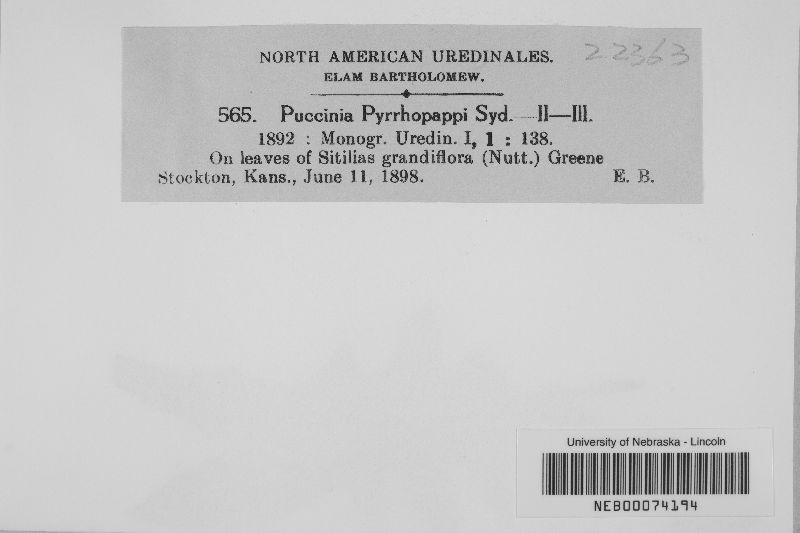 NORTH AMERICAN UREDINALES. 22363
ELAM BARTHOLOMEW.
565. Puccinia Pyrrhopappi Syd. —II—III.
1892 : Monogr. Uredin. I, 1 : 138.
On leaves of Sitilias grandiflora (Nutt.) Greene
Stockton, Kans., June 11, 1898. E. B.
University of Nebraska - Lincoln
NEB00074194